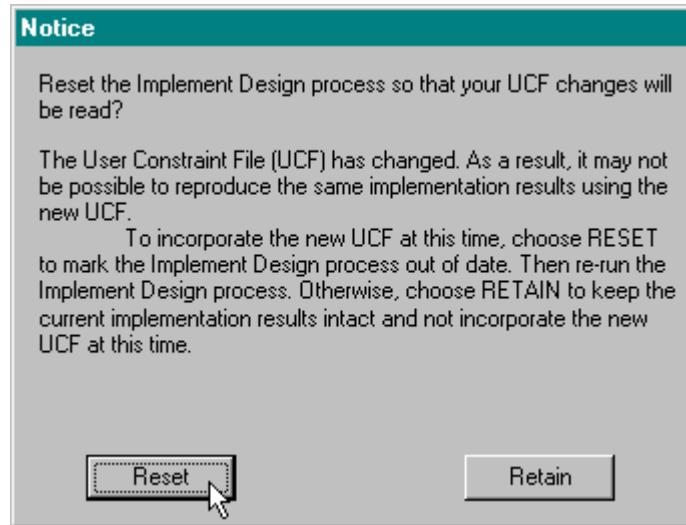 Notice
Reset the Implement Design process so that your UCF changes will
be read?
The User Constraint File (UCF) has changed. As a result, it may not
be possible to reproduce the same implementation results using the
new UCF.
To incorporate the new UCF at this time, choose RESET
to mark the Implement Design process out of date. Then re-run the
Implement Design process. Otherwise, choose RETAIN to keep the
current implementation results intact and not incorporate the new
UCF at this time.
Reset
Retain